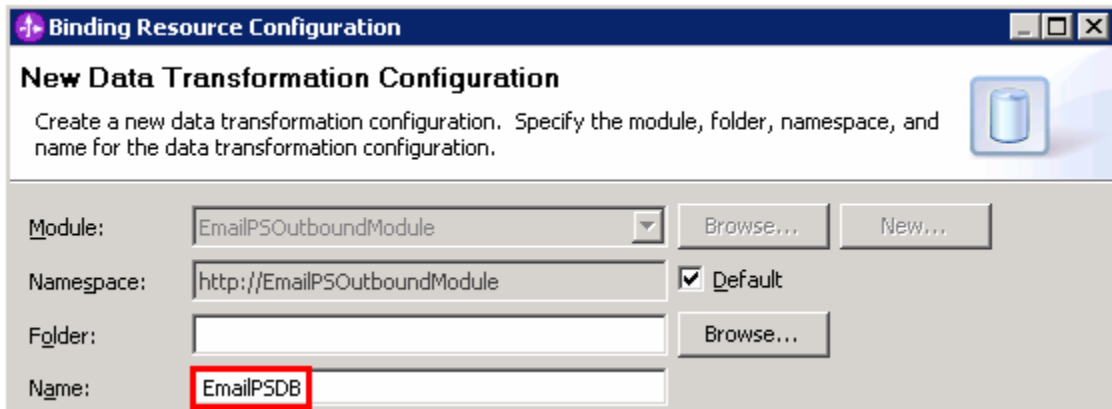 Binding Resource Configuration
New Data Transformation Configuration
Create a new data transformation configuration. Specify the module, folder, namespace, and
name for the data transformation configuration.
Module: EmailPSOutboundModule Browse... New...
Namespace: http://EmailPSOutboundModule Default
Folder: Browse...
Name: EmailPSDB